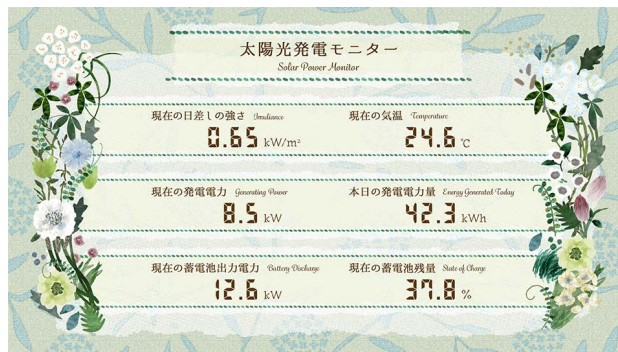 太陽光発電モニター
Solar Power Monitor
現在の日差しの強さ Irradiance
0.65 kW/m²
現在の気温 Temperature
24.6 ℃
現在の発電電力 Generating Power
8.5 kW
本日の発電電力量 Energy Generated Today
42.3 kWh
現在の蓄電池出力電力 Battery Discharge
12.6 kW
現在の蓄電池残量 State of Charge
37.8 %